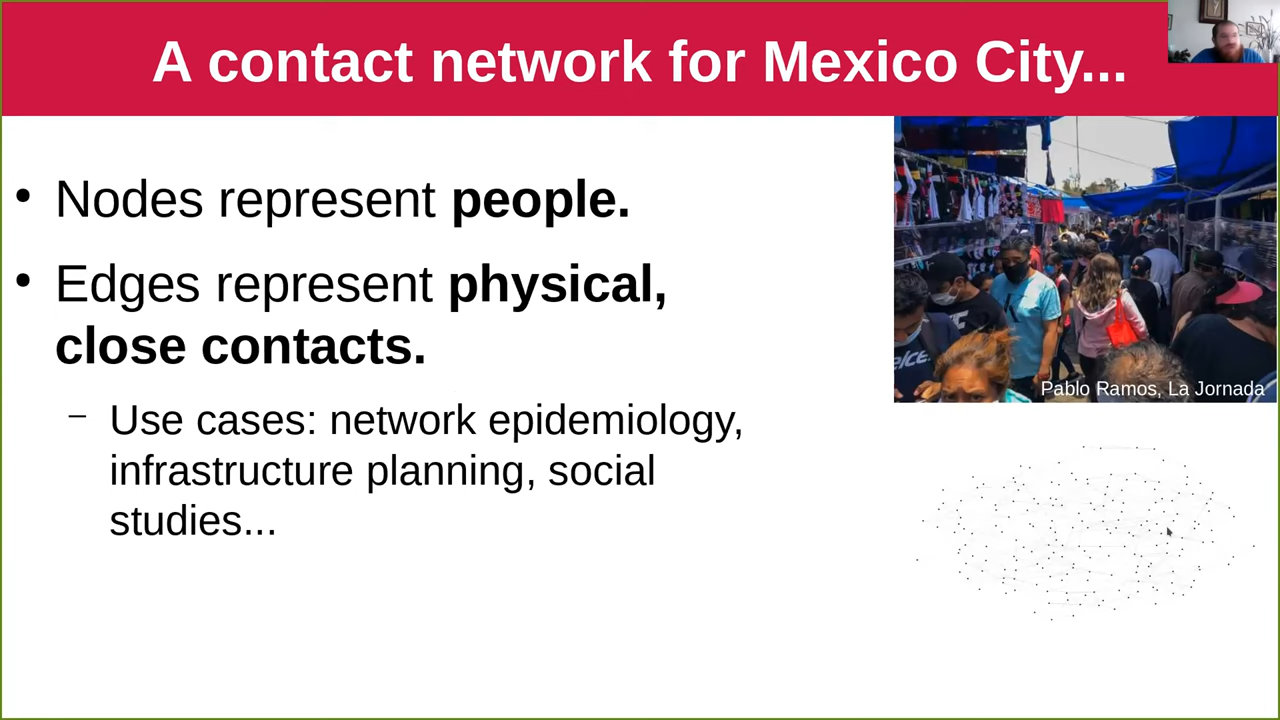 A contact network for Mexico City...
• Nodes represent people.
• Edges represent physical,
close contacts.
– Use cases: network epidemiology,
infrastructure planning, social
studies...
elce
Pablo Ramos, La Jornada